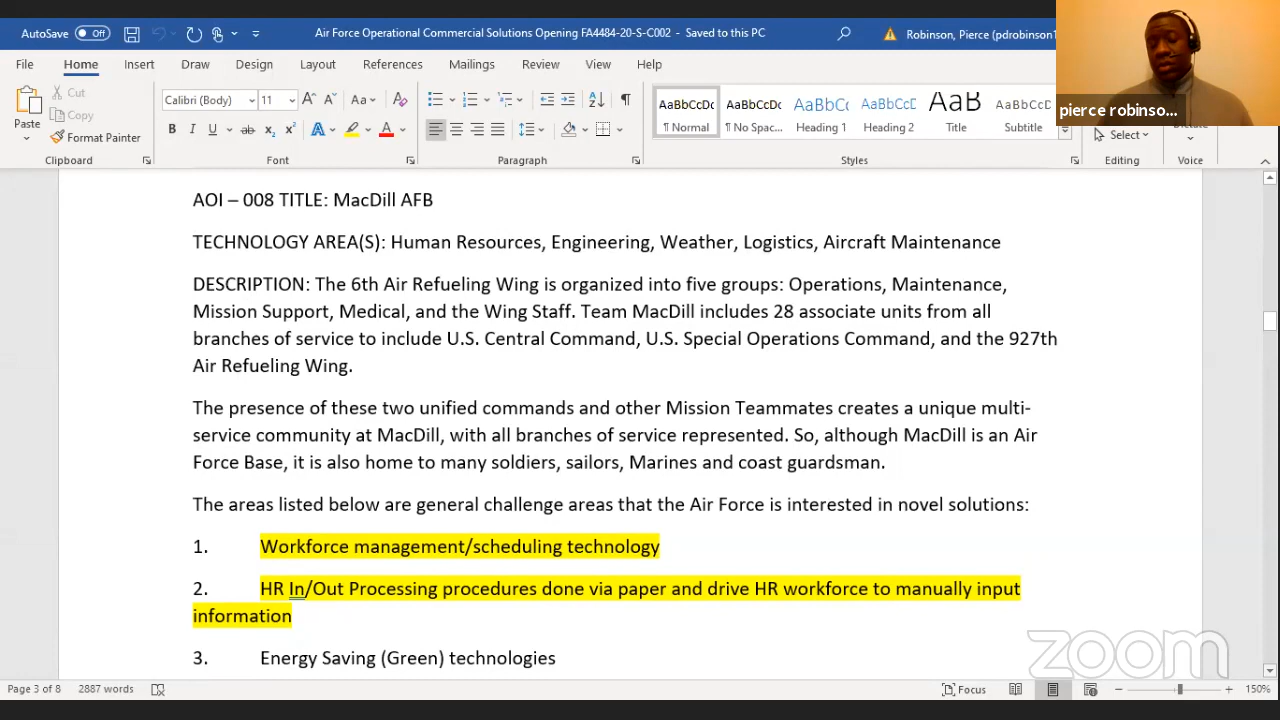 AutoSave Off
Air Force Operational Commercial Solutions Opening FA4484-20-S-C002 - Saved to this PC
Robinson, Pierce (pdrobinson1
File Home Insert Draw Design Layout References Mailings Review View Help
Paste
Cut
Copy
Format Painter
Clipboard
Calibri (Body) 11
Font
Paragraph
AaBbCcDc AaBbCcDc AaBbCc AaBbCcD AaB AaBbCcD
¶ Normal ¶ No Spac... Heading 1 Heading 2 Title Subtitle
Styles
Select
Editing
Voice
pierce robinso...
AOI – 008 TITLE: MacDill AFB
TECHNOLOGY AREA(S): Human Resources, Engineering, Weather, Logistics, Aircraft Maintenance
DESCRIPTION: The 6th Air Refueling Wing is organized into five groups: Operations, Maintenance,
Mission Support, Medical, and the Wing Staff. Team MacDill includes 28 associate units from all
branches of service to include U.S. Central Command, U.S. Special Operations Command, and the 927th
Air Refueling Wing.
The presence of these two unified commands and other Mission Teammates creates a unique multi-
service community at MacDill, with all branches of service represented. So, although MacDill is an Air
Force Base, it is also home to many soldiers, sailors, Marines and coast guardsman.
The areas listed below are general challenge areas that the Air Force is interested in novel solutions:
1. Workforce management/scheduling technology
2. HR In/Out Processing procedures done via paper and drive HR workforce to manually input
information
3. Energy Saving (Green) technologies
zoom
Page 3 of 8 2887 words
Focus
150%